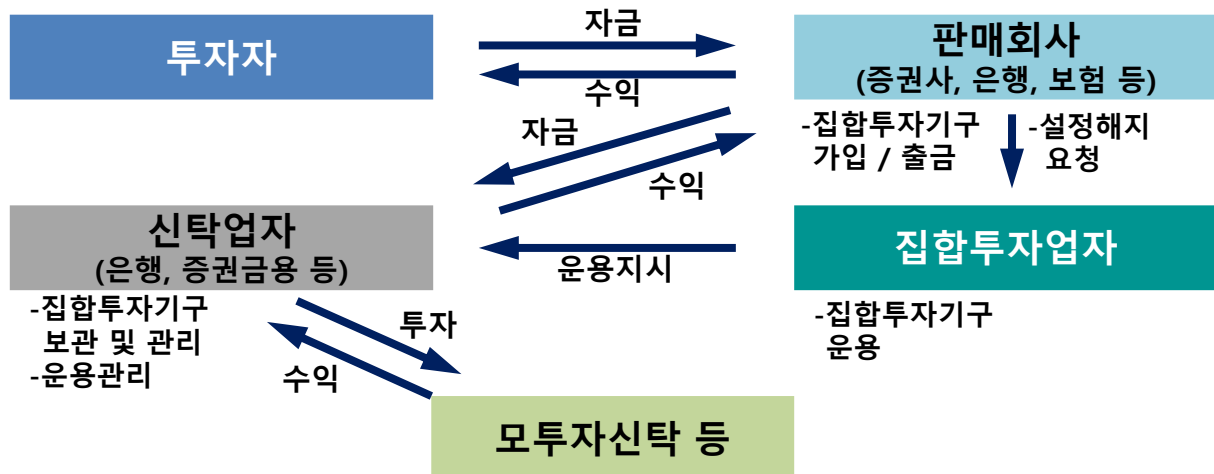 투자자
자금
수익
판매회사
(증권사, 은행, 보험 등)
-집합투자기구
가입 / 출금
-설정해지
요청
자금
수익
신탁업자
(은행, 증권금용 등)
운용지시
집합투자업자
-집합투자기구
보관 및 관리
-운용관리
투자
수익
-집합투자기구
운용
모투자신탁 등